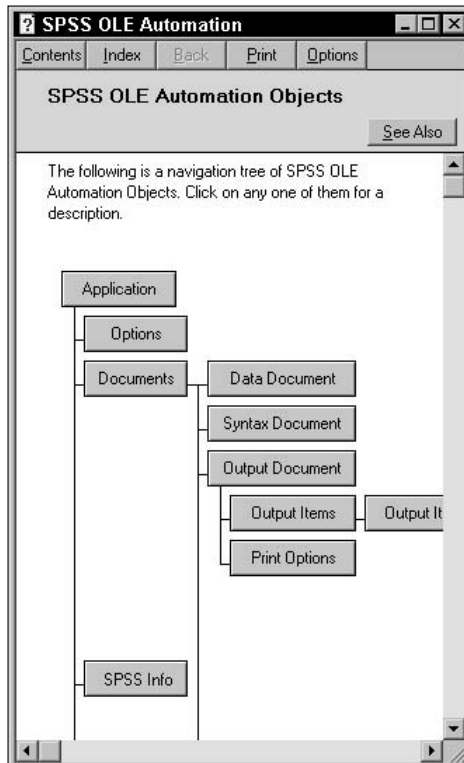 SPSS OLE Automation
Contents Index Back Print Options
SPSS OLE Automation Objects
See Also
The following is a navigation tree of SPSS OLE
Automation Objects. Click on any one of them for a
description.
Application
Options
Documents
Data Document
Syntax Document
Output Document
Output Items
Output It
Print Options
SPSS Info